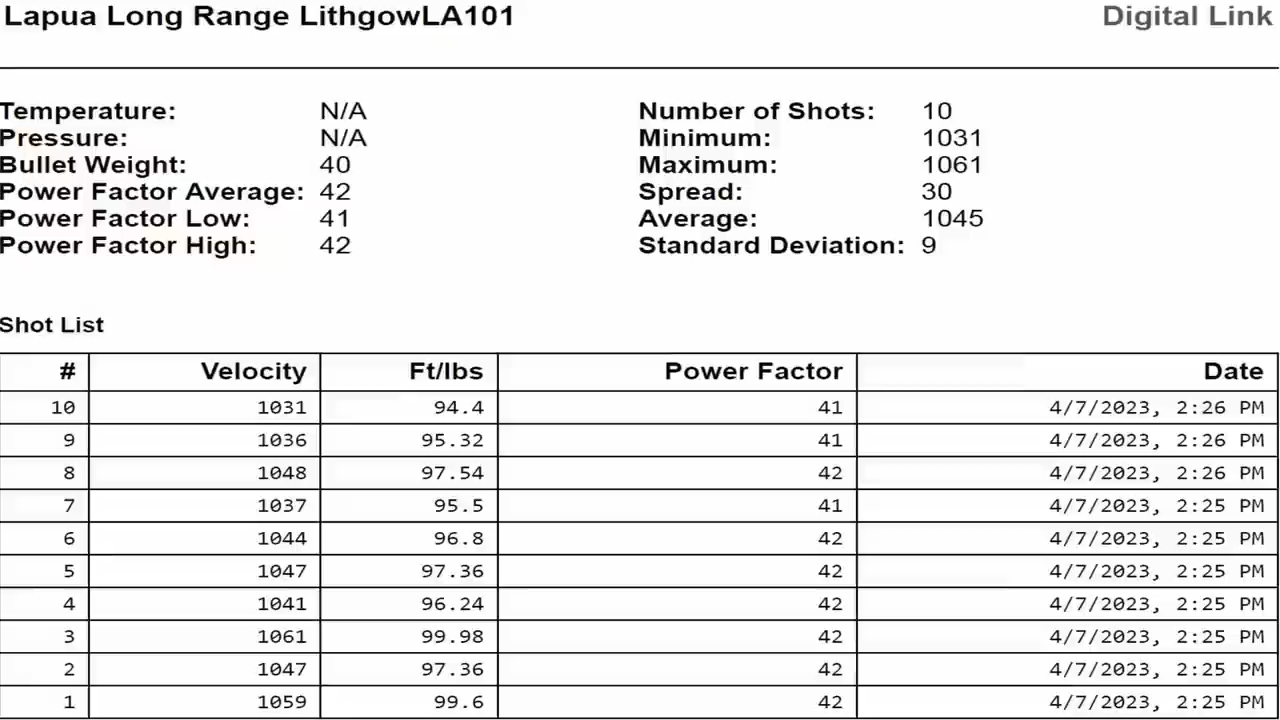 Lapua Long Range LithgowLA101 Digital Link
Temperature: N/A Number of Shots: 10
Pressure: N/A Minimum: 1031
Bullet Weight: 40 Maximum: 1061
Power Factor Average: 42 Spread: 30
Power Factor Low: 41 Average: 1045
Power Factor High: 42 Standard Deviation: 9
Shot List
# Velocity Ft/lbs Power Factor Date
10 1031 94.4 41 4/7/2023, 2:26 PM
9 1036 95.32 41 4/7/2023, 2:26 PM
8 1048 97.54 42 4/7/2023, 2:26 PM
7 1037 95.5 41 4/7/2023, 2:25 PM
6 1044 96.8 42 4/7/2023, 2:25 PM
5 1047 97.36 42 4/7/2023, 2:25 PM
4 1041 96.24 42 4/7/2023, 2:25 PM
3 1061 99.98 42 4/7/2023, 2:25 PM
2 1047 97.36 42 4/7/2023, 2:25 PM
1 1059 99.6 42 4/7/2023, 2:25 PM